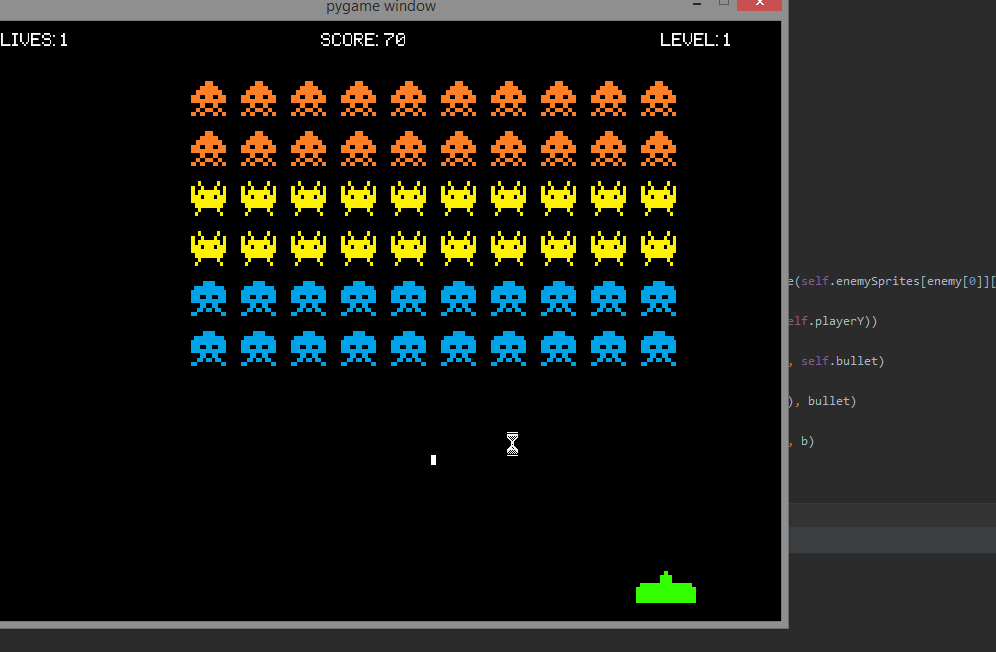 pygame window
LIVES:1 SCORE:70 LEVEL:1
e(self.enemySprites[enemy[0]][
elf.playerY))
, self.bullet)
), bullet)
, b)